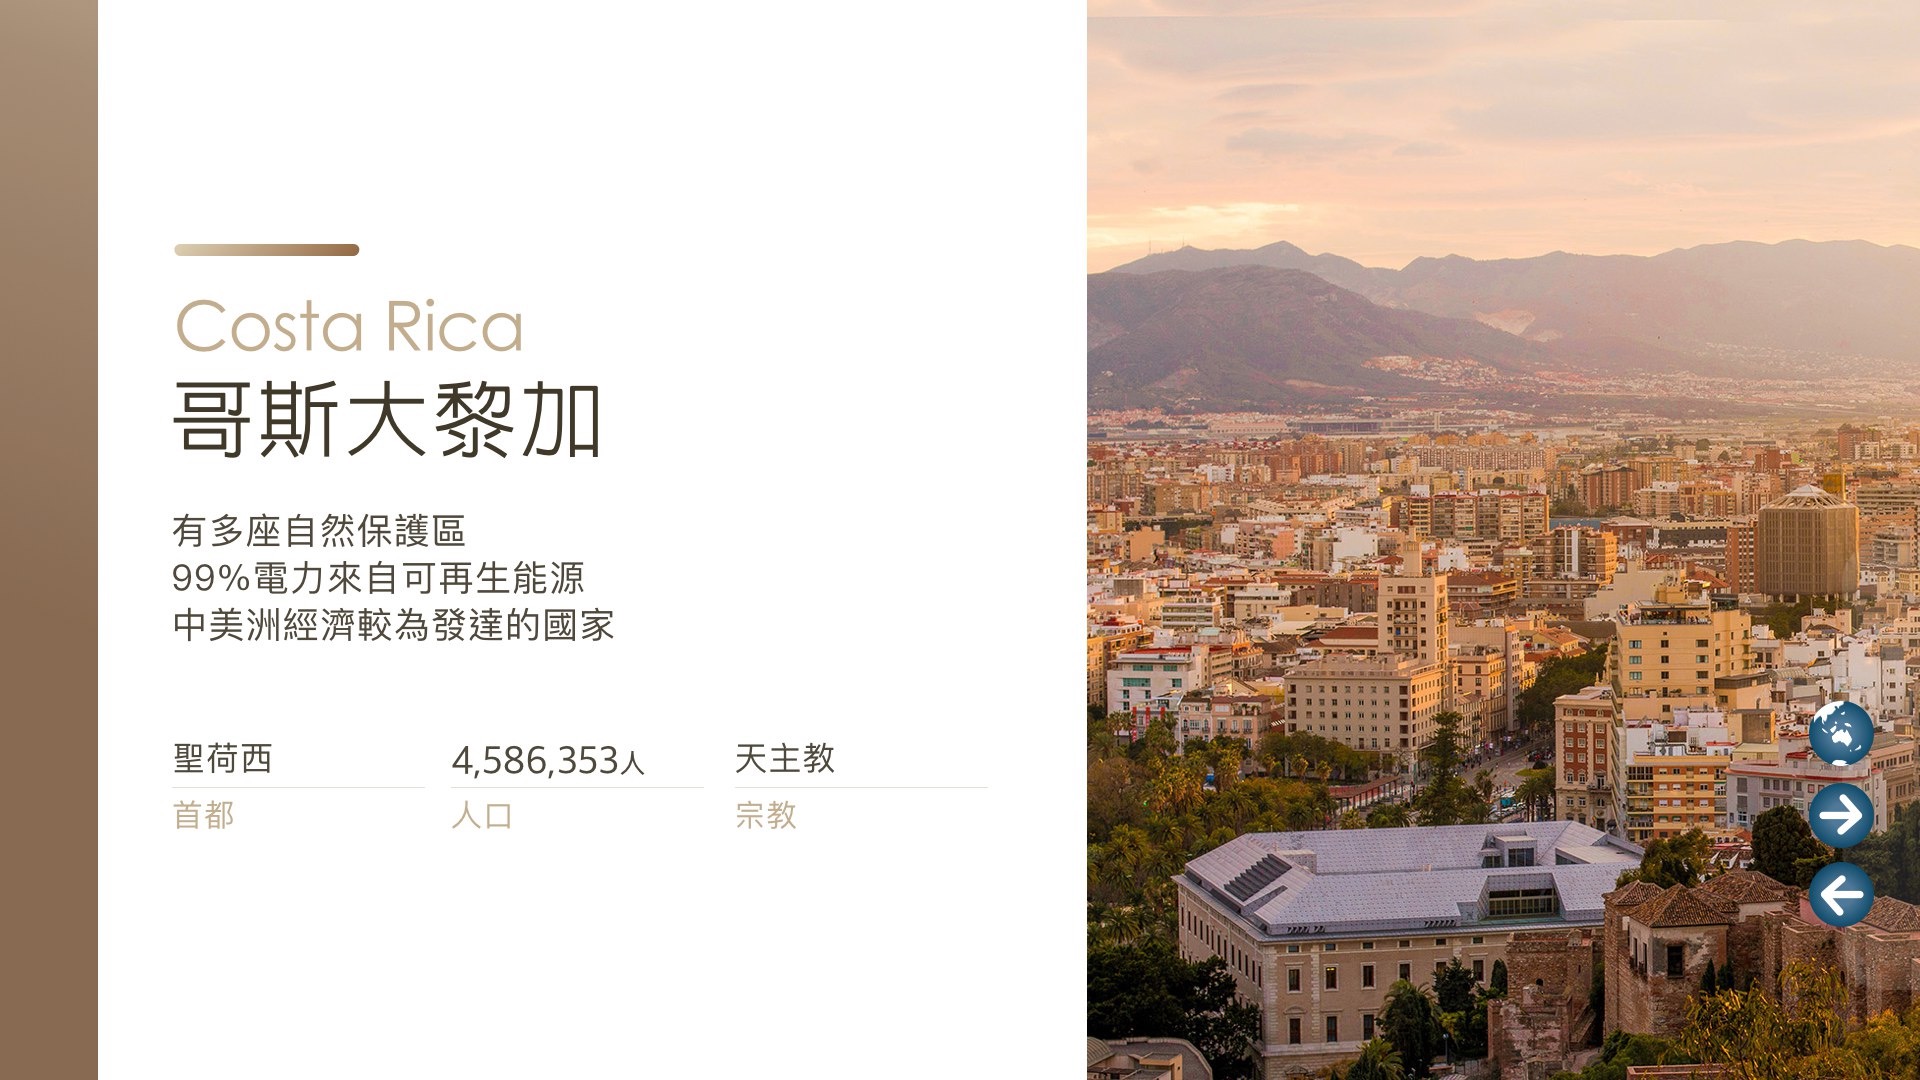 Costa Rica
哥斯大黎加
有多座自然保護區
99%電力來自可再生能源
中美洲經濟較為發達的國家
聖荷西
首都
4,586,353人
人口
天主教
宗教